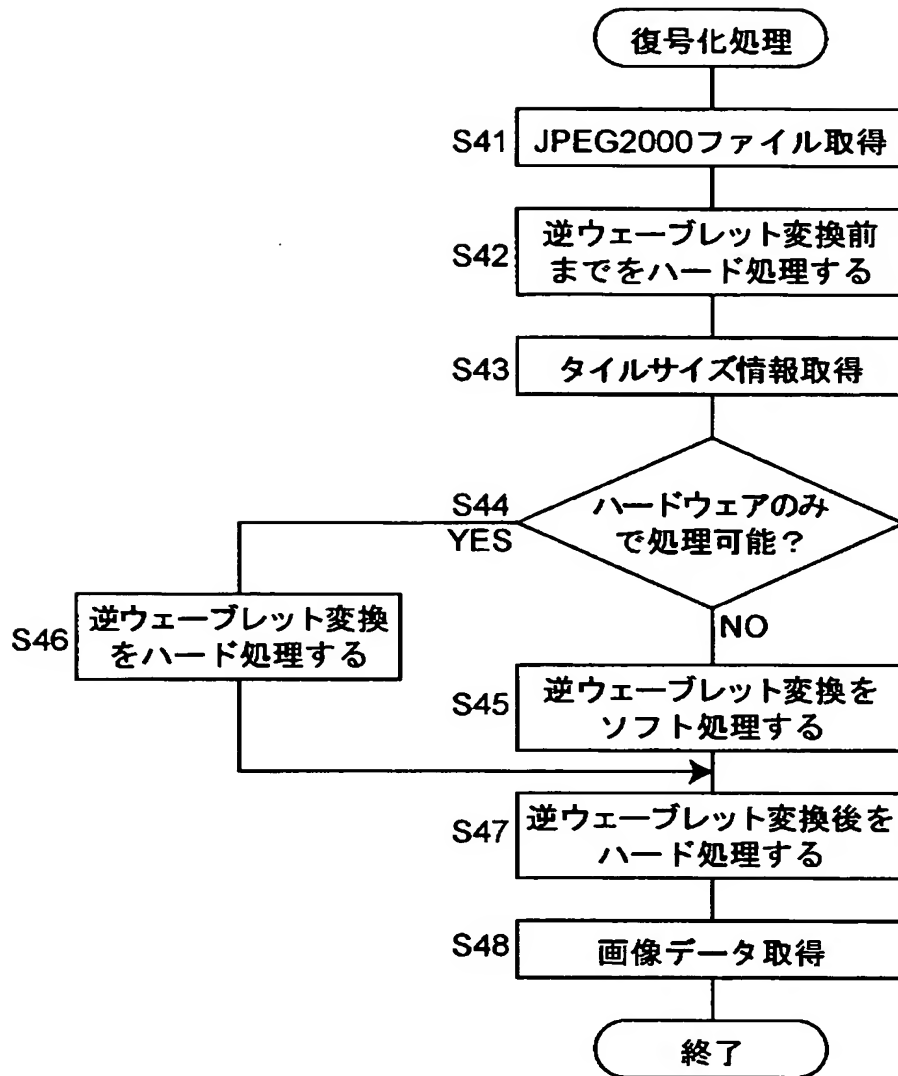 復号化処理
S41
JPEG2000ファイル取得
S42
逆ウェーブレット変換前
までをハード処理する
S43
タイルサイズ情報取得
S44
YES
ハードウェアのみ
で処理可能？
NO
S46
逆ウェーブレット変換
をハード処理する
S45
逆ウェーブレット変換を
ソフト処理する
S47
逆ウェーブレット変換後を
ハード処理する
S48
画像データ取得
終了